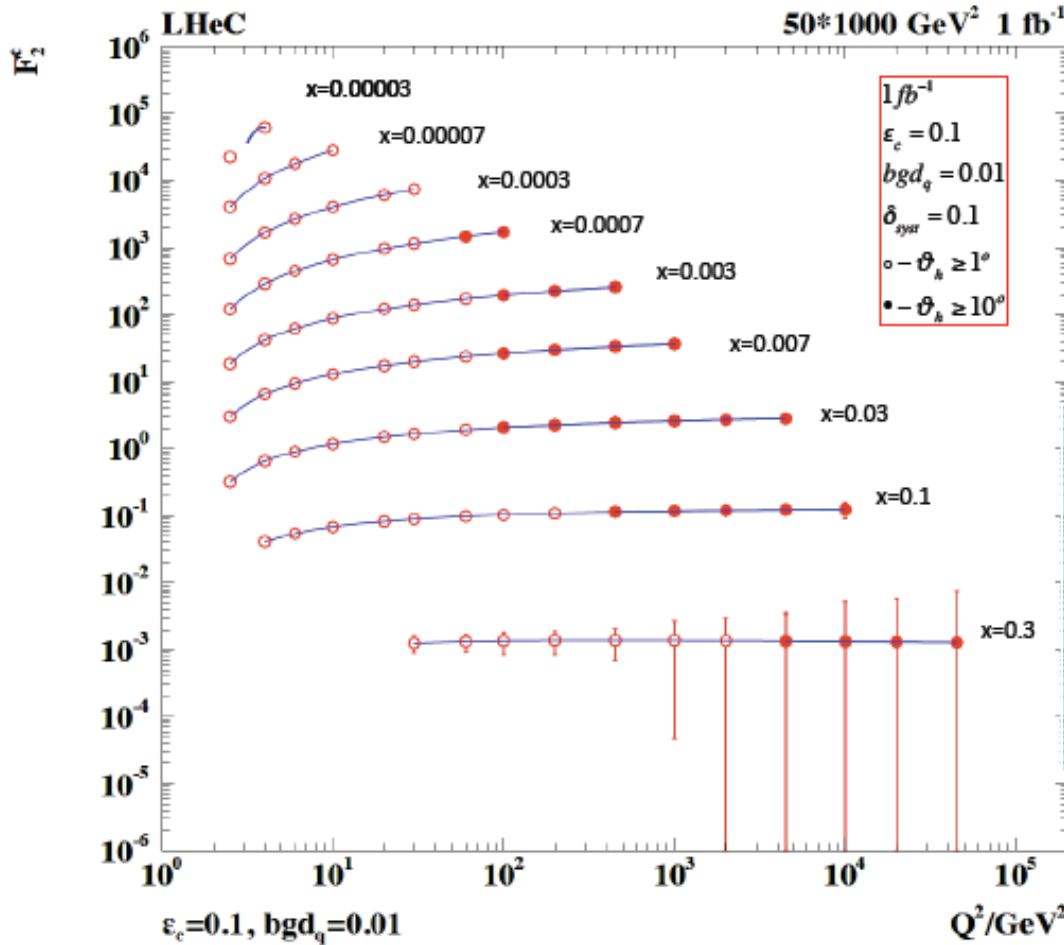 LHeC 50*1000 GeV² 1 fb⁻¹
F₂ᶜ
10⁶
10⁵
10⁴
10³
10²
10¹
10⁰
10⁻¹
10⁻²
10⁻³
10⁻⁴
10⁻⁵
10⁻⁶
x=0.00003
x=0.00007
x=0.0003
x=0.0007
x=0.003
x=0.007
x=0.03
x=0.1
x=0.3
1fb⁻¹
ε_c = 0.1
bgd_q = 0.01
δ_syst = 0.1
○ – ϑ_h ≥ 1°
● – ϑ_h ≥ 10°
10⁰ 10¹ 10² 10³ 10⁴ 10⁵
ε_c=0.1, bgd_q=0.01 Q²/GeV²